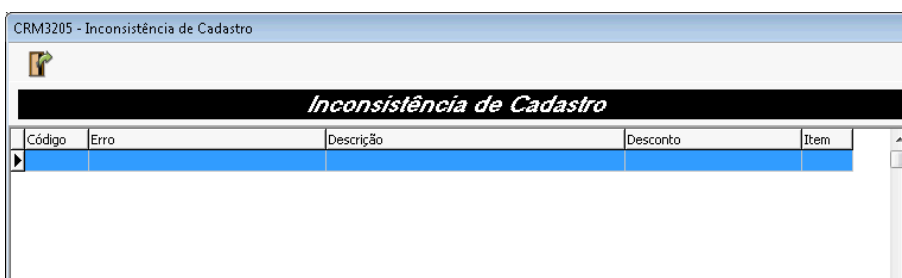 CRM3205 - Inconsistência de Cadastro
Inconsistência de Cadastro
Código Erro Descrição Desconto Item